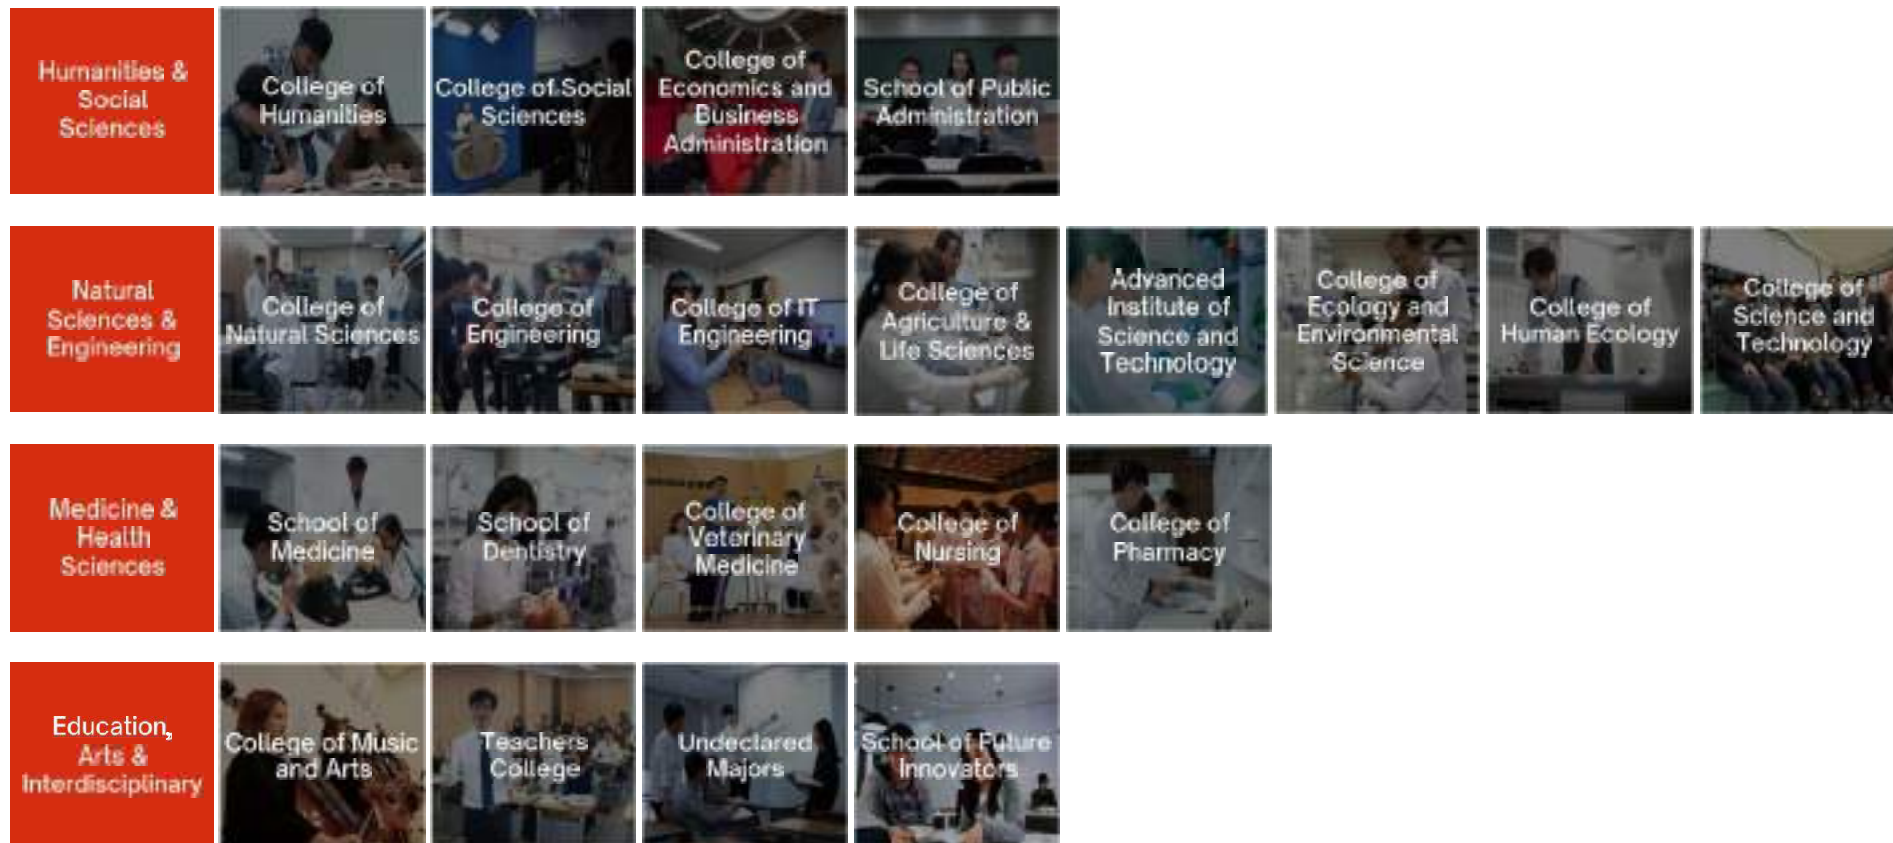 Humanities &
Social
Sciences
College of
Humanities
College of Social
Sciences
College of
Economics and
Business
Administration
School of Public
Administration
Natural
Sciences &
Engineering
College of
Natural Sciences
College of
Engineering
College of IT
Engineering
College of
Agriculture &
Life Sciences
Advanced
Institute of
Science and
Technology
College of
Ecology and
Environmental
Science
College of
Human Ecology
College of
Science and
Technology
Medicine &
Health
Sciences
School of
Medicine
School of
Dentistry
College of
Veterinary
Medicine
College of
Nursing
College of
Pharmacy
Education,
Arts &
Interdisciplinary
College of Music
and Arts
Teachers
College
Undeclared
Majors
School of Future
Innovators